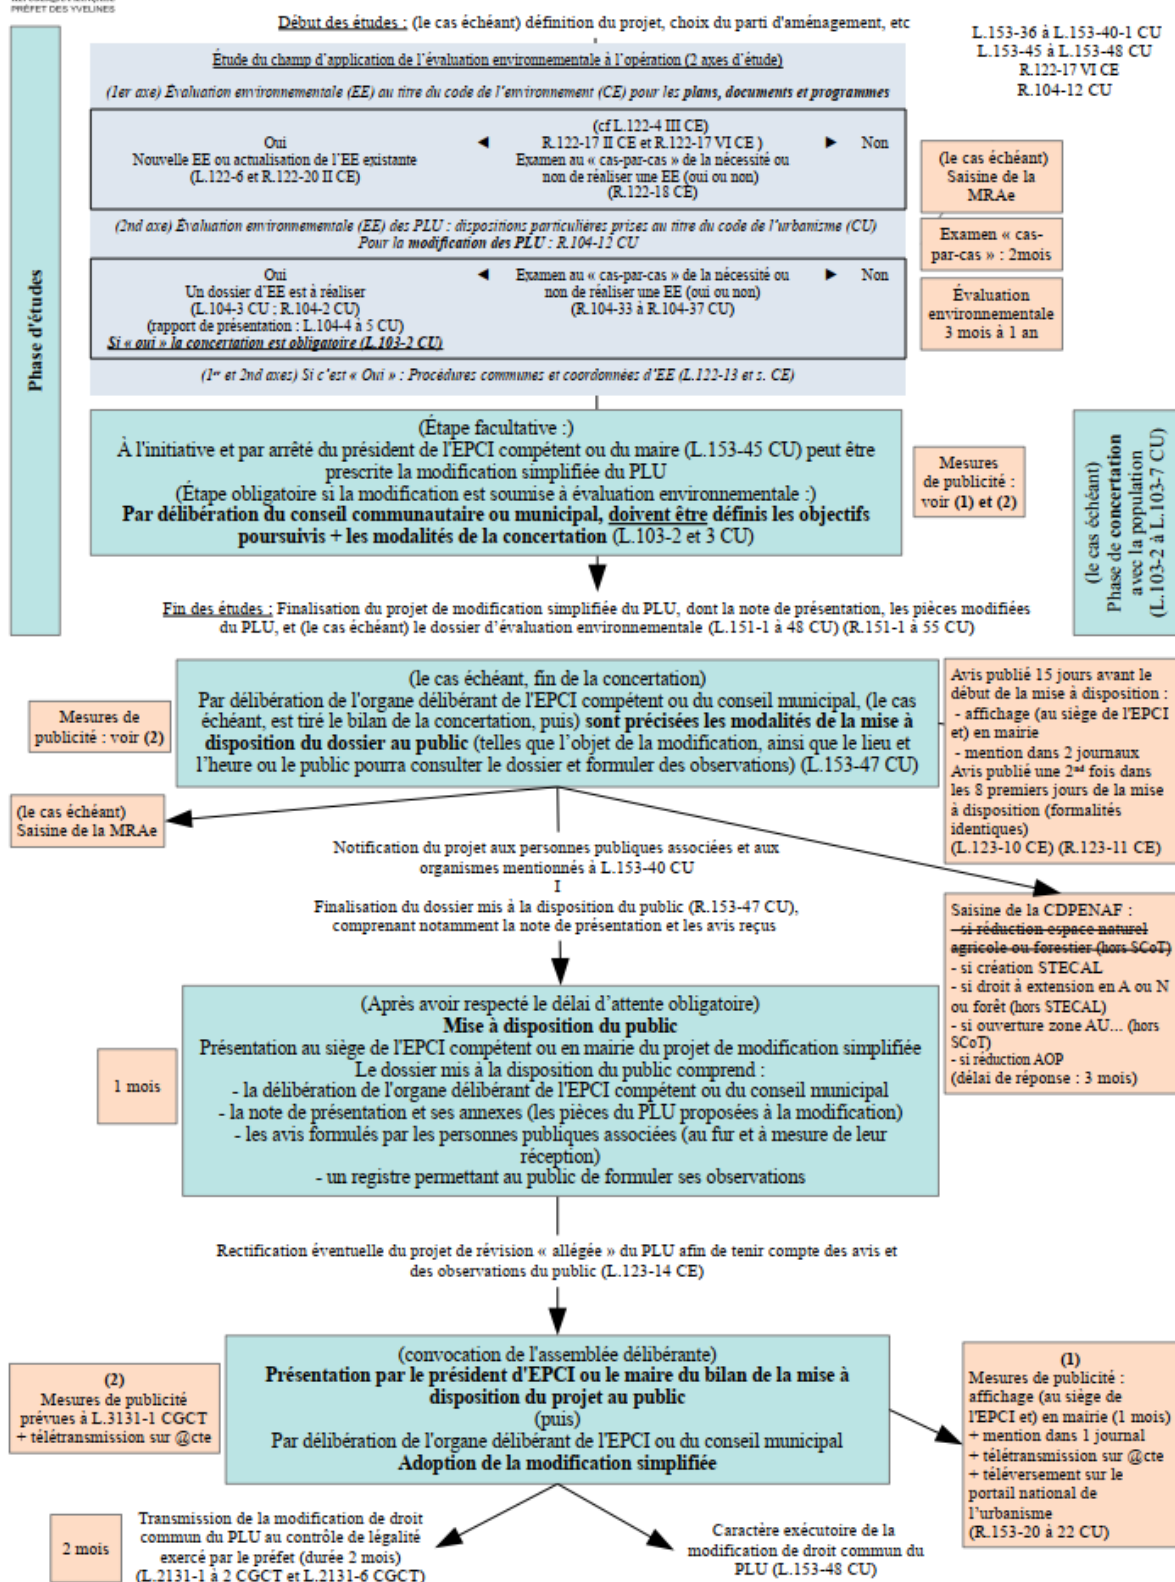 PRÉFET DES YVELINES
Début des études : (le cas échéant) définition du projet, choix du parti d'aménagement, etc
L.153-36 à L.153-40-1 CU
L.153-45 à L.153-48 CU
R.122-17 VI CE
R.104-12 CU
Phase d'études
Étude du champ d'application de l'évaluation environnementale à l'opération (2 axes d'étude)
(1er axe) Évaluation environnementale (EE) au titre du code de l'environnement (CE) pour les plans, documents et programmes
Oui
Nouvelle EE ou actualisation de l'EE existante
(L.122-6 et R.122-20 II CE)
◄
(cf L.122-4 III CE)
R.122-17 II CE et R.122-17 VI CE )
Examen au « cas-par-cas » de la nécessité ou
non de réaliser une EE (oui ou non)
(R.122-18 CE)
► Non
(le cas échéant)
Saisine de la
MRAe
(2nd axe) Évaluation environnementale (EE) des PLU : dispositions particulières prises au titre du code de l'urbanisme (CU)
Pour la modification des PLU : R.104-12 CU
Examen « cas-
par-cas » : 2mois
Oui
Un dossier d'EE est à réaliser
(L.104-3 CU ; R.104-2 CU)
(rapport de présentation : L.104-4 à 5 CU)
Si « oui » la concertation est obligatoire (L.103-2 CU)
◄
Examen au « cas-par-cas » de la nécessité ou
non de réaliser une EE (oui ou non)
(R.104-33 à R.104-37 CU)
► Non
Évaluation
environnementale
3 mois à 1 an
(1er et 2nd axes) Si c'est « Oui » : Procédures communes et coordonnées d'EE (L.122-13 et s. CE)
(Étape facultative :)
À l'initiative et par arrêté du président de l'EPCI compétent ou du maire (L.153-45 CU) peut être
prescrite la modification simplifiée du PLU
(Étape obligatoire si la modification est soumise à évaluation environnementale :)
Par délibération du conseil communautaire ou municipal, doivent être définis les objectifs
poursuivis + les modalités de la concertation (L.103-2 et 3 CU)
Mesures
de publicité :
voir (1) et (2)
(le cas échéant)
Phase de concertation
avec la population
(L.103-2 à L.103-7 CU)
Fin des études : Finalisation du projet de modification simplifiée du PLU, dont la note de présentation, les pièces modifiées
du PLU, et (le cas échéant) le dossier d'évaluation environnementale (L.151-1 à 48 CU) (R.151-1 à 55 CU)
Mesures de
publicité : voir (2)
(le cas échéant, fin de la concertation)
Par délibération de l'organe délibérant de l'EPCI compétent ou du conseil municipal, (le cas
échéant, est tiré le bilan de la concertation, puis) sont précisées les modalités de la mise à
disposition du dossier au public (telles que l'objet de la modification, ainsi que le lieu et
l'heure ou le public pourra consulter le dossier et formuler des observations) (L.153-47 CU)
Avis publié 15 jours avant le
début de la mise à disposition :
- affichage (au siège de l'EPCI
et) en mairie
- mention dans 2 journaux
Avis publié une 2nd fois dans
les 8 premiers jours de la mise
à disposition (formalités
identiques)
(L.123-10 CE) (R.123-11 CE)
(le cas échéant)
Saisine de la MRAe
Notification du projet aux personnes publiques associées et aux
organismes mentionnés à L.153-40 CU
I
Finalisation du dossier mis à la disposition du public (R.153-47 CU),
comprenant notamment la note de présentation et les avis reçus
Saisine de la CDPENAF :
- si réduction espace naturel
agricole ou forestier (hors SCoT)
- si création STECAL
- si droit à extension en A ou N
ou forêt (hors STECAL)
- si ouverture zone AU... (hors
SCoT)
- si réduction AOP
(délai de réponse : 3 mois)
1 mois
(Après avoir respecté le délai d'attente obligatoire)
Mise à disposition du public
Présentation au siège de l'EPCI compétent ou en mairie du projet de modification simplifiée
Le dossier mis à la disposition du public comprend :
- la délibération de l'organe délibérant de l'EPCI compétent ou du conseil municipal
- la note de présentation et ses annexes (les pièces du PLU proposées à la modification)
- les avis formulés par les personnes publiques associées (au fur et à mesure de leur
réception)
- un registre permettant au public de formuler ses observations
Rectification éventuelle du projet de révision « allégée » du PLU afin de tenir compte des avis et
des observations du public (L.123-14 CE)
(2)
Mesures de publicité
prévues à L.3131-1 CGCT
+ télétransmission sur @cte
(convocation de l'assemblée délibérante)
Présentation par le président d'EPCI ou le maire du bilan de la mise à
disposition du projet au public
(puis)
Par délibération de l'organe délibérant de l'EPCI ou du conseil municipal
Adoption de la modification simplifiée
(1)
Mesures de publicité :
affichage (au siège de
l'EPCI et) en mairie (1 mois)
+ mention dans 1 journal
+ télétransmission sur @cte
+ téléversement sur le
portail national de
l'urbanisme
(R.153-20 à 22 CU)
2 mois
Transmission de la modification de droit
commun du PLU au contrôle de légalité
exercé par le préfet (durée 2 mois)
(L.2131-1 à 2 CGCT et L.2131-6 CGCT)
Caractère exécutoire de la
modification de droit commun du
PLU (L.153-48 CU)